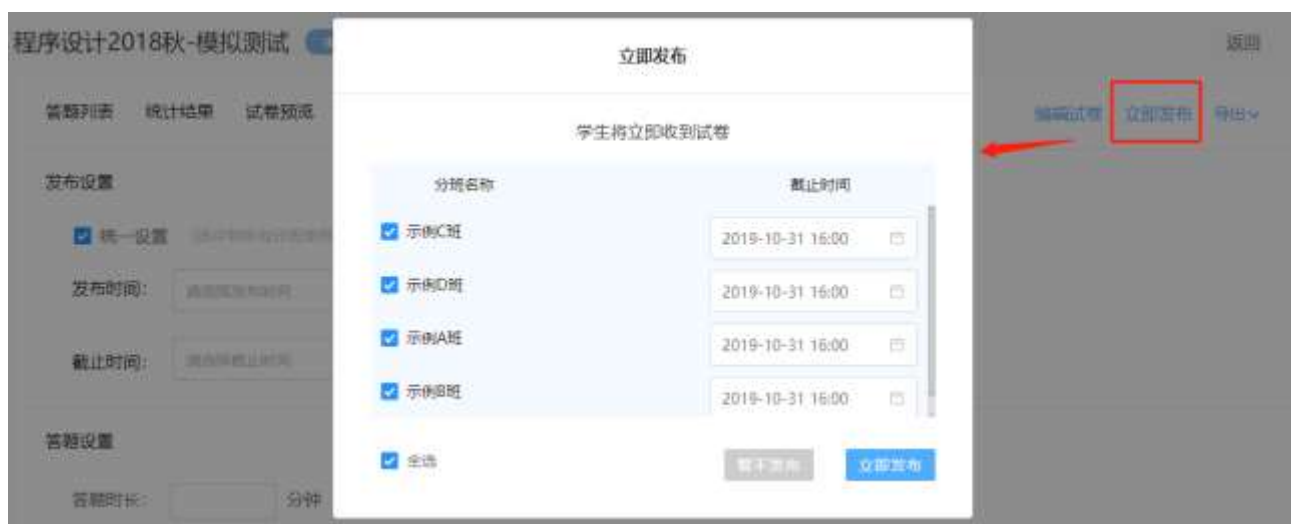 程序设计2018秋-模拟测试
返回
答题列表 统计结果 试卷预览
编辑试卷 立即发布 导出
发布设置
统一设置
发布时间:
截止时间:
答题设置
答题时长: 分钟
立即发布
学生将立即收到试卷
分班名称 截止时间
示例C班 2019-10-31 16:00
示例D班 2019-10-31 16:00
示例A班 2019-10-31 16:00
示例B班 2019-10-31 16:00
全选 暂不发布 立即发布